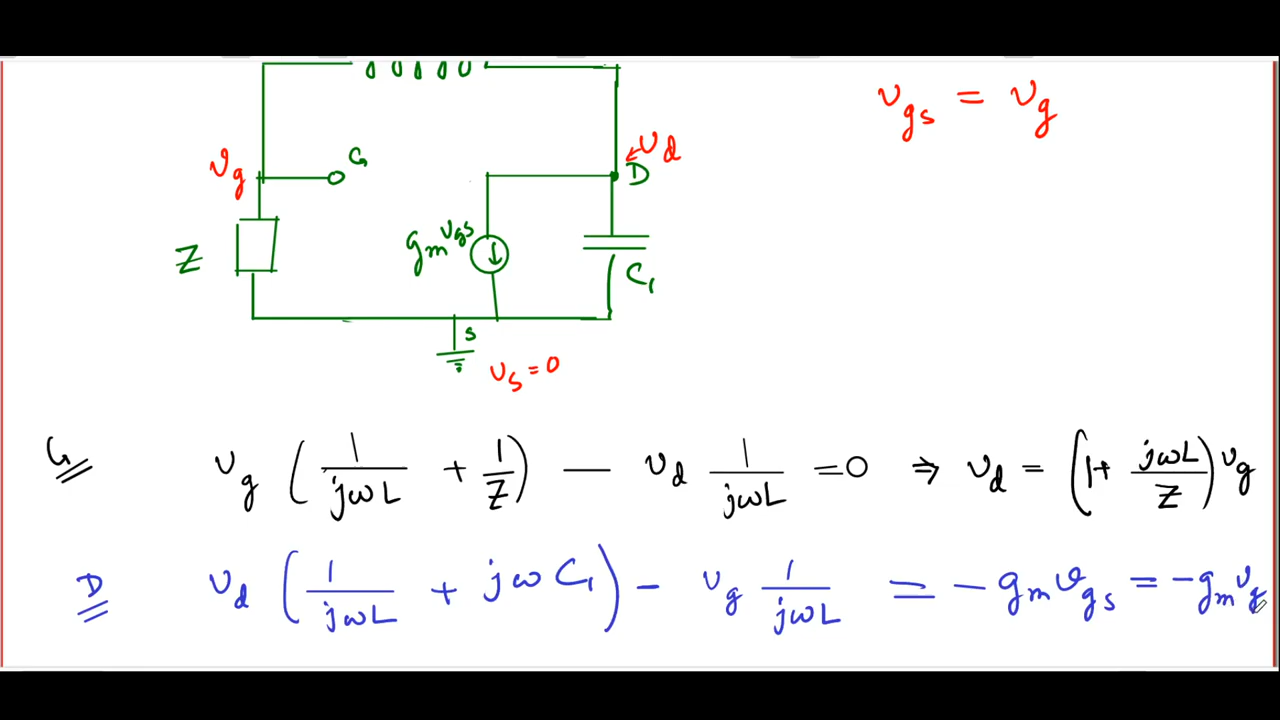 v_gs = v_g
v_g G v_d D
Z g_m v_gs C_1
S
v_s = 0
G v_g (1/jωL + 1/Z) — v_d 1/jωL = 0 ⇒ v_d = (1 + jωL/Z) v_g
D v_d (1/jωL + jωC_1) - v_g 1/jωL = -g_m v_gs = -g_m v_g